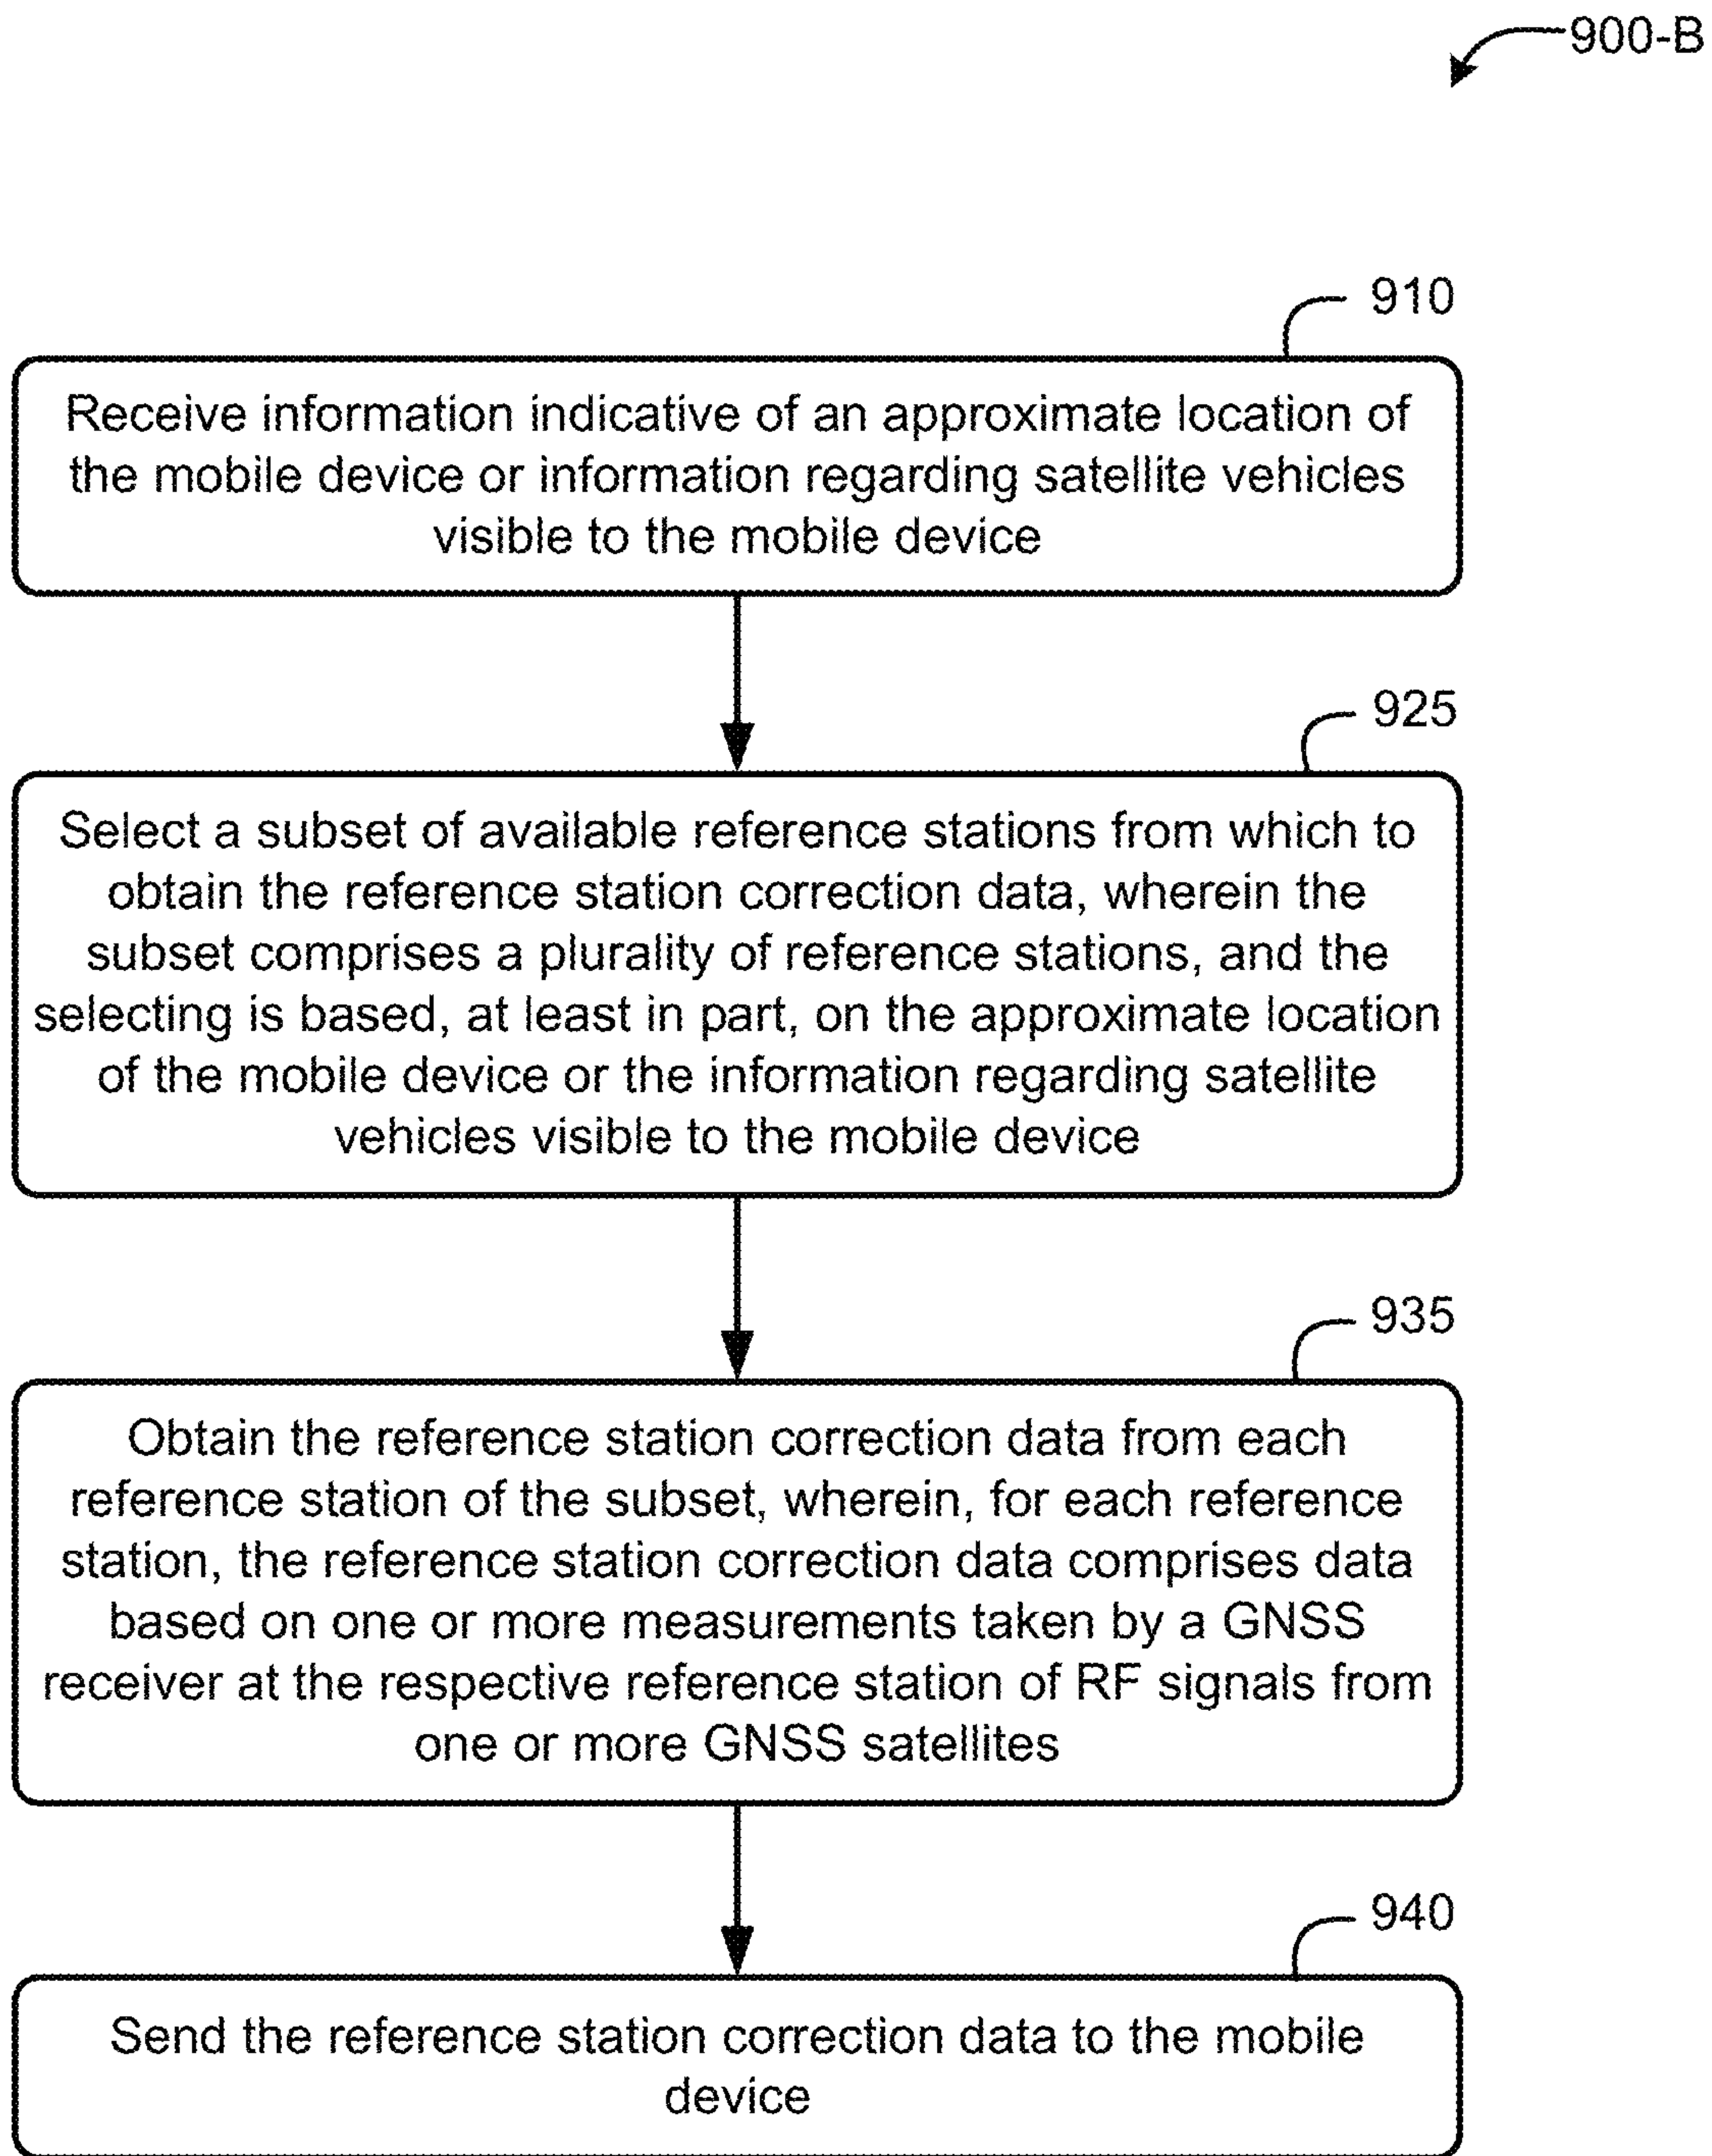 900-B
910
Receive information indicative of an approximate location of
the mobile device or information regarding satellite vehicles
visible to the mobile device
925
Select a subset of available reference stations from which to
obtain the reference station correction data, wherein the
subset comprises a plurality of reference stations, and the
selecting is based, at least in part, on the approximate location
of the mobile device or the information regarding satellite
vehicles visible to the mobile device
935
Obtain the reference station correction data from each
reference station of the subset, wherein, for each reference
station, the reference station correction data comprises data
based on one or more measurements taken by a GNSS
receiver at the respective reference station of RF signals from
one or more GNSS satellites
940
Send the reference station correction data to the mobile
device